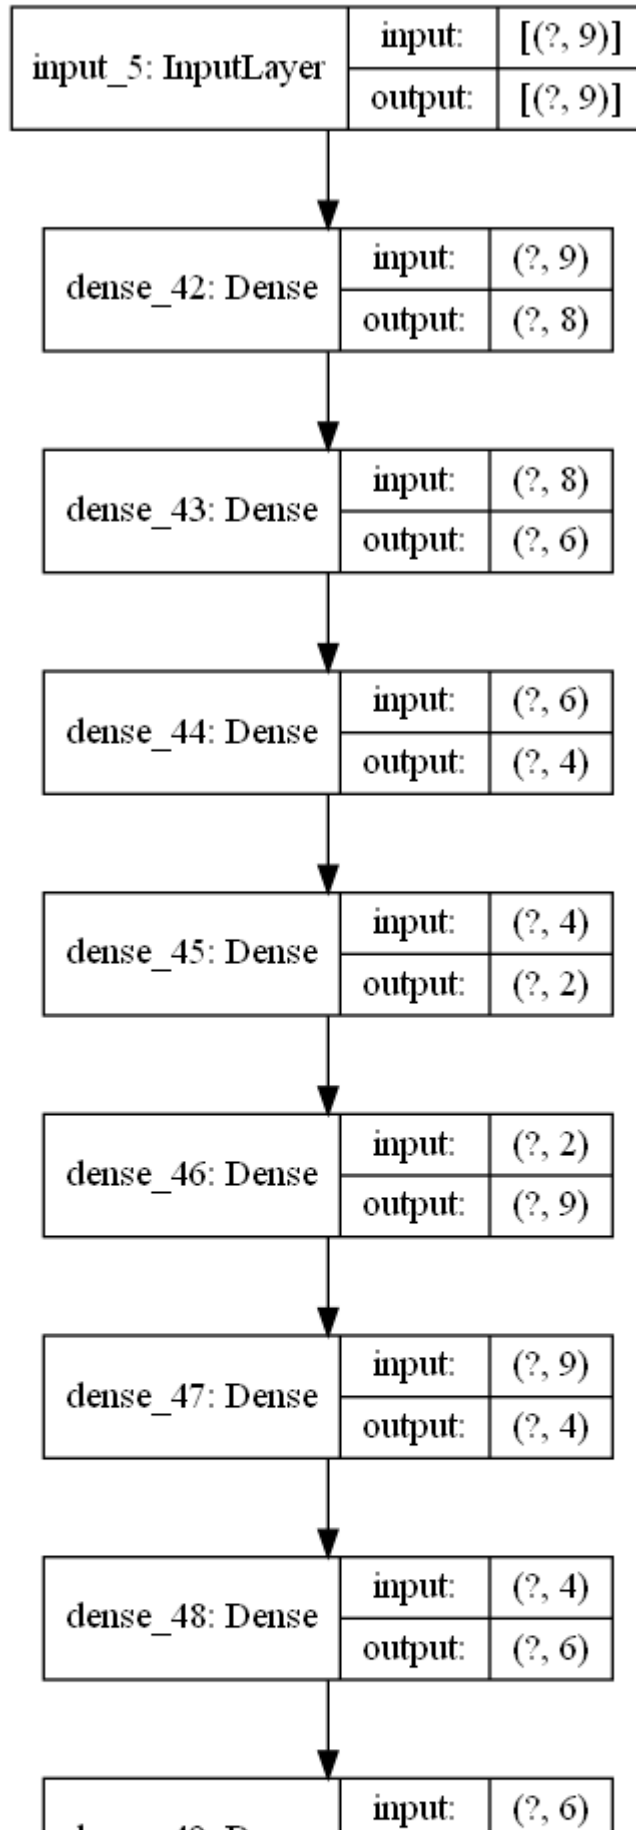 input_5: InputLayer
input: [(?, 9)]
output: [(?, 9)]
dense_42: Dense
input: (?, 9)
output: (?, 8)
dense_43: Dense
input: (?, 8)
output: (?, 6)
dense_44: Dense
input: (?, 6)
output: (?, 4)
dense_45: Dense
input: (?, 4)
output: (?, 2)
dense_46: Dense
input: (?, 2)
output: (?, 9)
dense_47: Dense
input: (?, 9)
output: (?, 4)
dense_48: Dense
input: (?, 4)
output: (?, 6)
input: (?, 6)